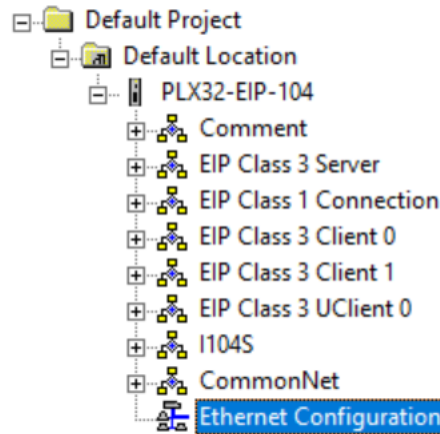 Default Project
Default Location
PLX32-EIP-104
Comment
EIP Class 3 Server
EIP Class 1 Connection
EIP Class 3 Client 0
EIP Class 3 Client 1
EIP Class 3 UClient 0
I104S
CommonNet
Ethernet Configuration